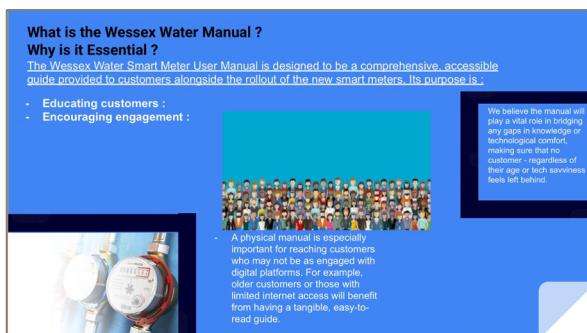 What is the Wessex Water Manual ?
Why is it Essential ?
The Wessex Water Smart Meter User Manual is designed to be a comprehensive, accessible
guide provided to customers alongside the rollout of the new smart meters. Its purpose is :
- Educating customers :
- Encouraging engagement :
We believe the manual will
play a vital role in bridging
any gaps in knowledge or
technological comfort,
making sure that no
customer - regardless of
their age or tech savviness
feels left behind.
- A physical manual is especially
important for reaching customers
who may not be as engaged with
digital platforms. For example,
older customers or those with
limited internet access will benefit
from having a tangible, easy-to-
read guide.